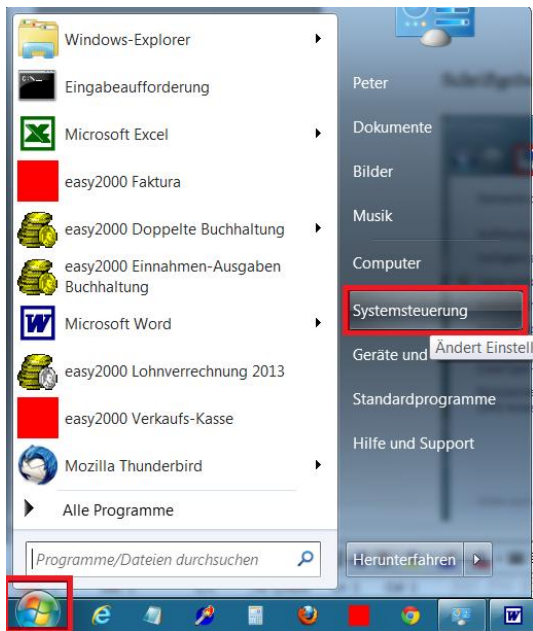 Windows-Explorer
Eingabeaufforderung
Microsoft Excel
easy2000 Faktura
easy2000 Doppelte Buchhaltung
easy2000 Einnahmen-Ausgaben
Buchhaltung
Microsoft Word
easy2000 Lohnverrechnung 2013
easy2000 Verkaufs-Kasse
Mozilla Thunderbird
Alle Programme
Programme/Dateien durchsuchen
Peter
Dokumente
Bilder
Musik
Computer
Systemsteuerung
Geräte und
Ändert Einstell
Standardprogramme
Hilfe und Support
Herunterfahren